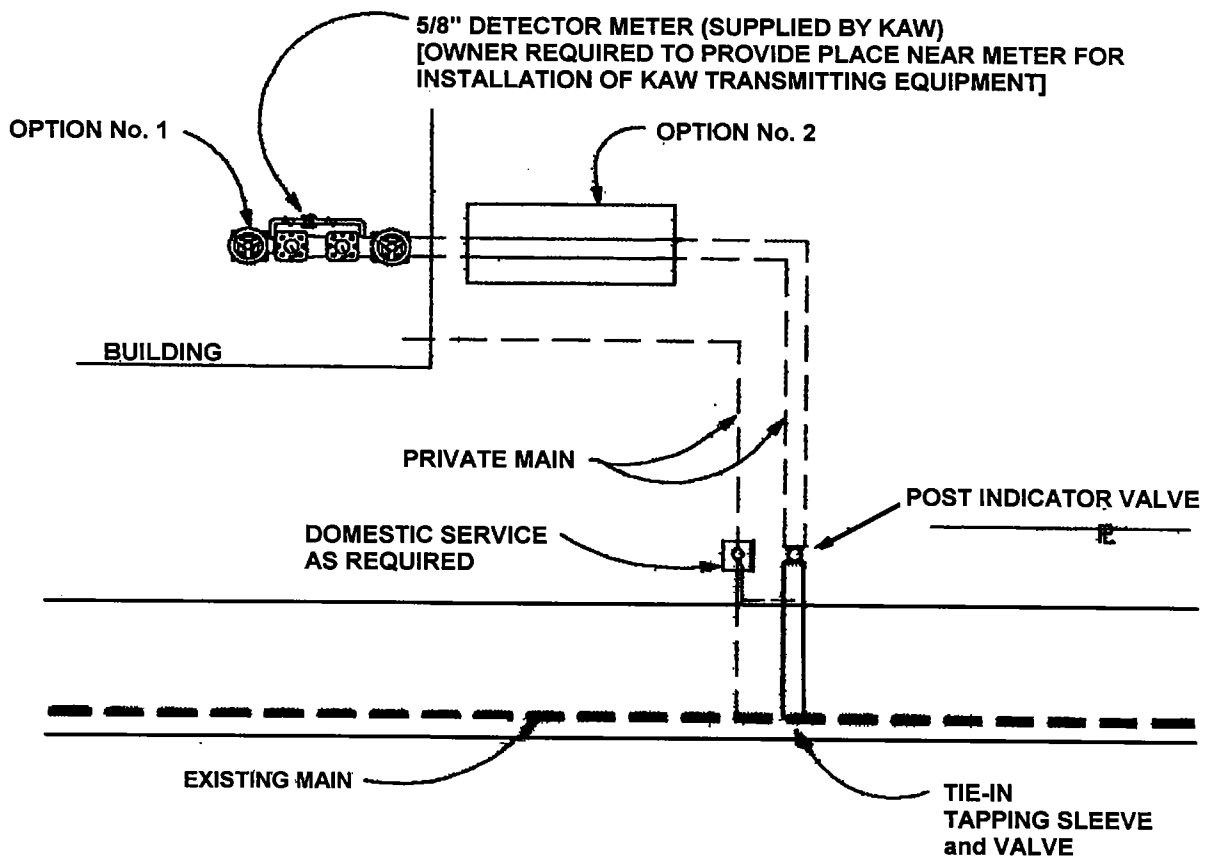 5/8" DETECTOR METER (SUPPLIED BY KAW)
[OWNER REQUIRED TO PROVIDE PLACE NEAR METER FOR
INSTALLATION OF KAW TRANSMITTING EQUIPMENT]
OPTION No. 1
OPTION No. 2
BUILDING
PRIVATE MAIN
POST INDICATOR VALVE
DOMESTIC SERVICE
AS REQUIRED
PL
EXISTING MAIN
TIE-IN
TAPPING SLEEVE
and VALVE